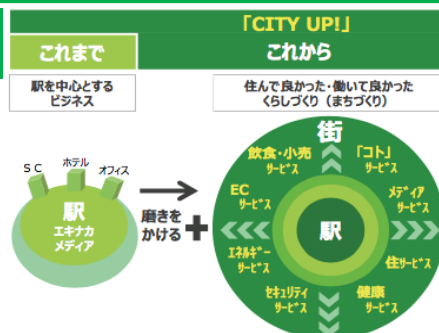 「CITY UP!」
これまで
これから
駅を中心とする
ビジネス
住んで良かった・働いて良かった
くらしづくり（まちづくり）
SC
ホテル
オフィス
駅
エキナカ
メディア
磨きを
かける
街
飲食・小売
ｻｰﾋﾞｽ
「コト」
ｻｰﾋﾞｽ
EC
ｻｰﾋﾞｽ
ﾒﾃﾞｨｱ
ｻｰﾋﾞｽ
駅
ｴﾈﾙｷﾞｰ
ｻｰﾋﾞｽ
住ｻｰﾋﾞｽ
ｾｷｭﾘﾃｨ
ｻｰﾋﾞｽ
健康
ｻｰﾋﾞｽ